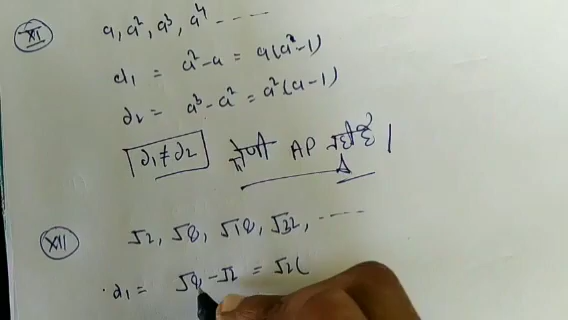 XI a, a², a³, a⁴ ------
d₁ = a² - a = a(a² - 1)
d₂ = a³ - a² = a²(a - 1)
d₁ ≠ d₂ श्रेणी AP नहीं है |
XII √2, √8, √18, √32, ----
d₁ = √8 - √2 = √2(